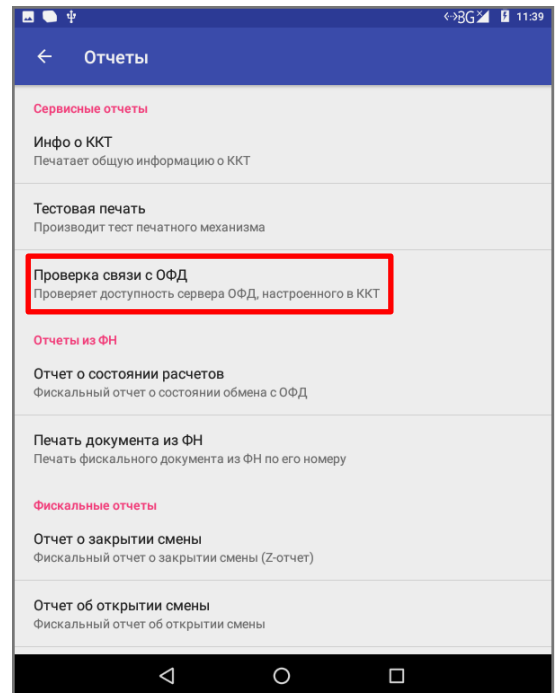 3G 11:39
Отчеты
Сервисные отчеты
Инфо о ККТ
Печатает общую информацию о ККТ
Тестовая печать
Производит тест печатного механизма
Проверка связи с ОФД
Проверяет доступность сервера ОФД, настроенного в ККТ
Отчеты из ФН
Отчет о состоянии расчетов
Фискальный отчет о состоянии обмена с ОФД
Печать документа из ФН
Печать фискального документа из ФН по его номеру
Фискальные отчеты
Отчет о закрытии смены
Фискальный отчет о закрытии смены (Z-отчет)
Отчет об открытии смены
Фискальный отчет об открытии смены